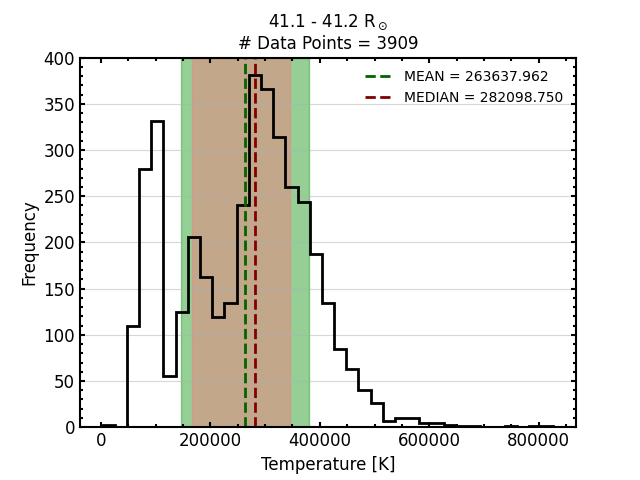 41.1 - 41.2 R⊙
# Data Points = 3909
MEAN = 263637.962
MEDIAN = 282098.750
Frequency
400
350
300
250
200
150
100
50
0
0 200000 400000 600000 800000
Temperature [K]